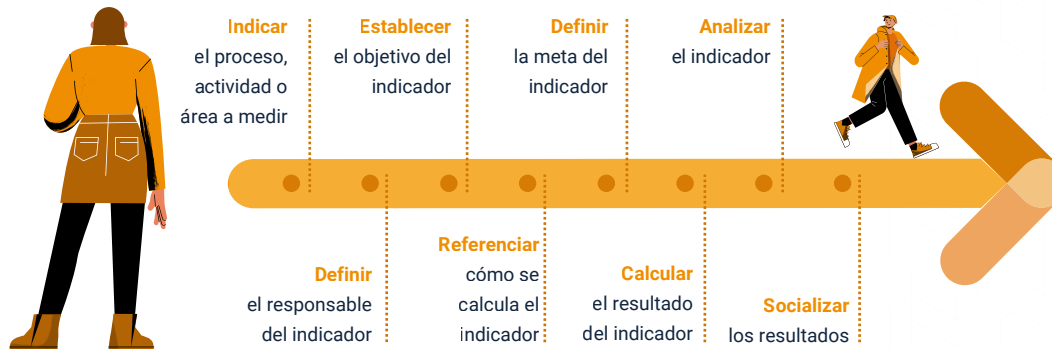 Indicar
el proceso,
actividad o
área a medir
Definir
el responsable
del indicador
Establecer
el objetivo del
indicador
Referenciar
cómo se
calcula el
indicador
Definir
la meta del
indicador
Calcular
el resultado
del indicador
Analizar
el indicador
Socializar
los resultados